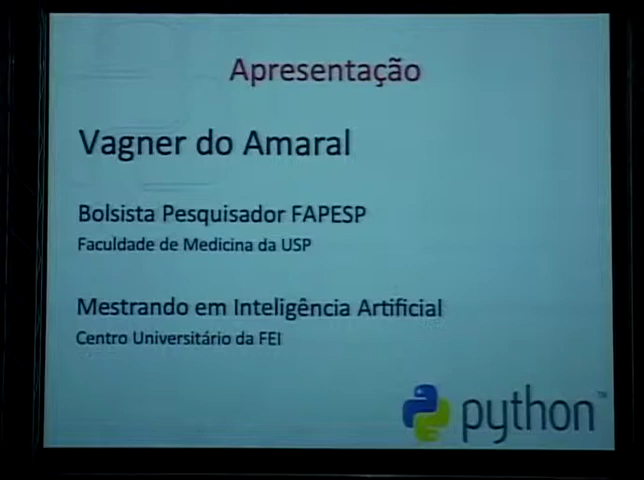 Apresentação
Vagner do Amaral
Bolsista Pesquisador FAPESP
Faculdade de Medicina da USP
Mestrando em Inteligência Artificial
Centro Universitário da FEI
python™